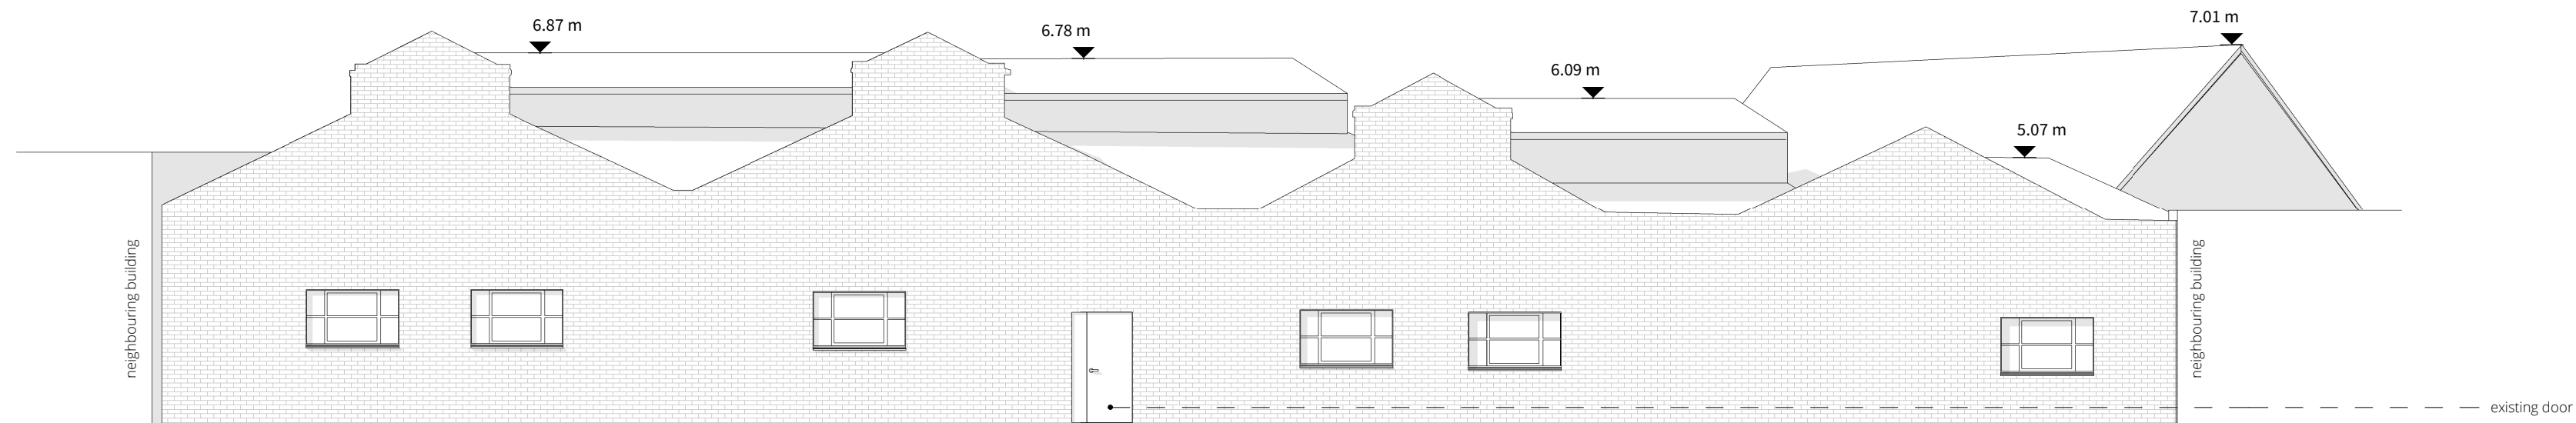 6.87 m
6.78 m
6.09 m
7.01 m
5.07 m
neighbouring building
neighbouring building
existing door